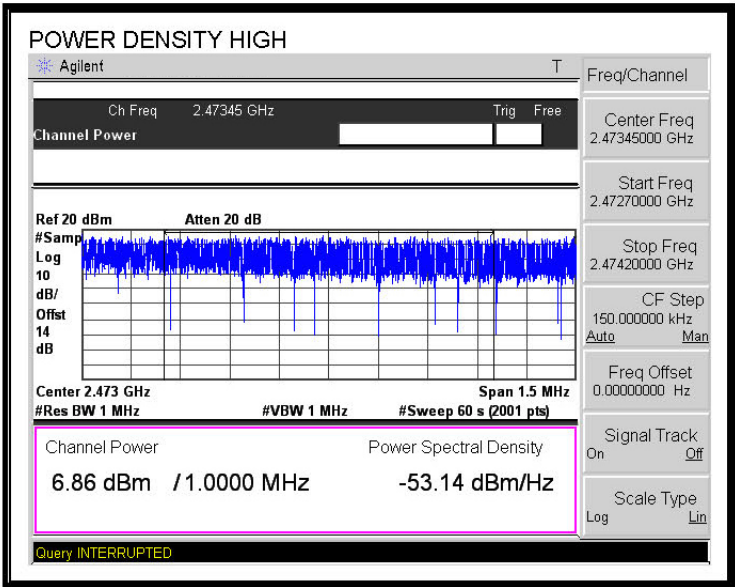 POWER DENSITY HIGH
Agilent T
Ch Freq 2.47345 GHz Trig Free
Channel Power
Ref 20 dBm Atten 20 dB
#Samp
Log
10
dB/
Offst
14
dB
Center 2.473 GHz Span 1.5 MHz
#Res BW 1 MHz #VBW 1 MHz #Sweep 60 s (2001 pts)
Channel Power Power Spectral Density
6.86 dBm /1.0000 MHz -53.14 dBm/Hz
Query INTERRUPTED
Freq/Channel
Center Freq
2.47345000 GHz
Start Freq
2.47270000 GHz
Stop Freq
2.47420000 GHz
CF Step
150.000000 kHz
Auto Man
Freq Offset
0.00000000 Hz
Signal Track
On Off
Scale Type
Log Lin